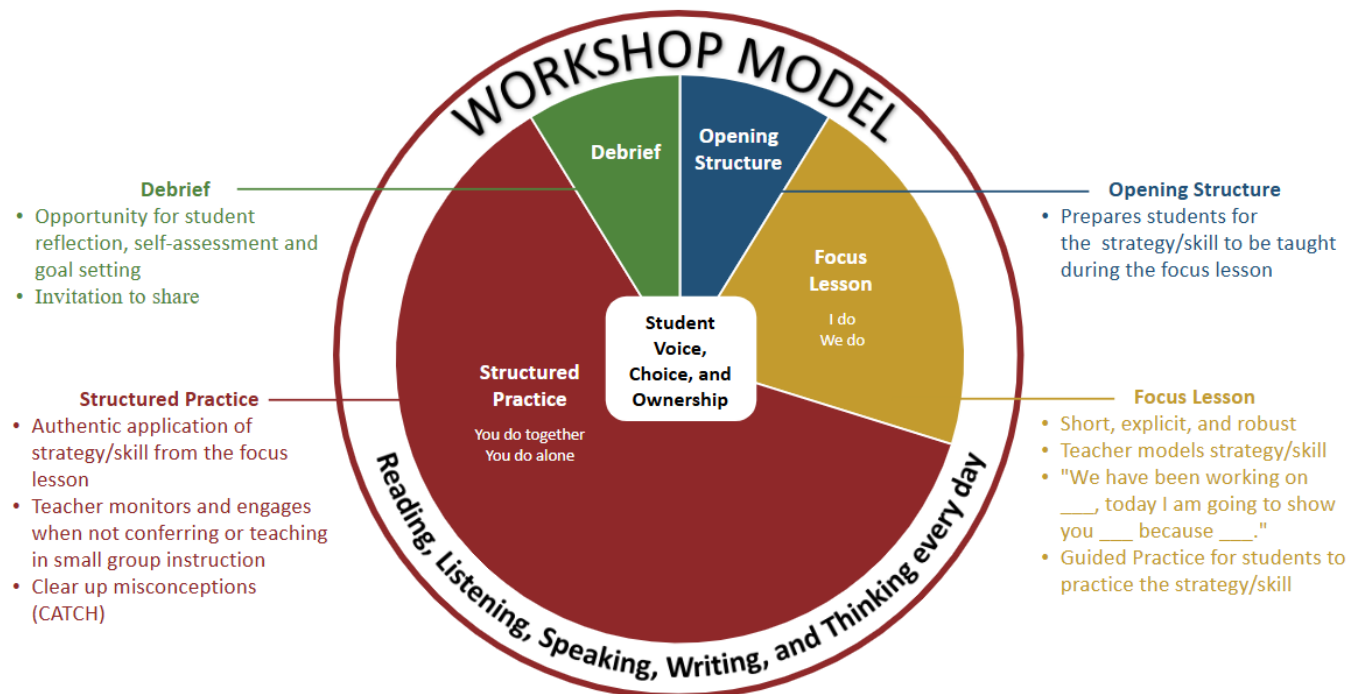 WORKSHOP MODEL
Debrief
Opening
Structure
Focus
Lesson
I do
We do
Student
Voice,
Choice, and
Ownership
Structured
Practice
You do together
You do alone
Reading, Listening, Speaking, Writing, and Thinking every day
Debrief
• Opportunity for student
reflection, self-assessment and
goal setting
• Invitation to share
Opening Structure
• Prepares students for
the strategy/skill to be taught
during the focus lesson
Structured Practice
• Authentic application of
strategy/skill from the focus
lesson
• Teacher monitors and engages
when not conferring or teaching
in small group instruction
• Clear up misconceptions
(CATCH)
Focus Lesson
• Short, explicit, and robust
• Teacher models strategy/skill
• "We have been working on
___, today I am going to show
you ___ because ___."
• Guided Practice for students to
practice the strategy/skill